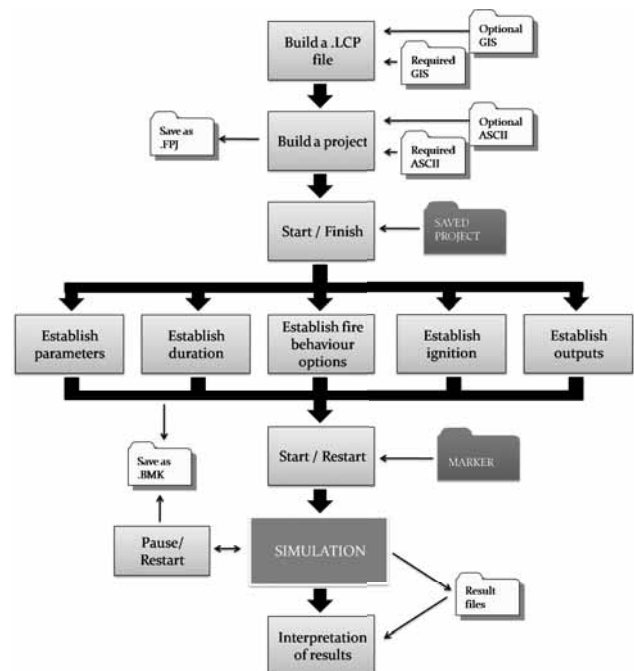 Build a .LCP
file
Optional
GIS
Required
GIS
Build a project
Optional
ASCII
Required
ASCII
Save as
.FPJ
Start / Finish
SAVED
PROJECT
Establish
parameters
Establish
duration
Establish fire
behaviour
options
Establish
ignition
Establish
outputs
Save as
.BMK
Start / Restart
MARKER
Pause/
Restart
SIMULATION
Result
files
Interpretation
of results